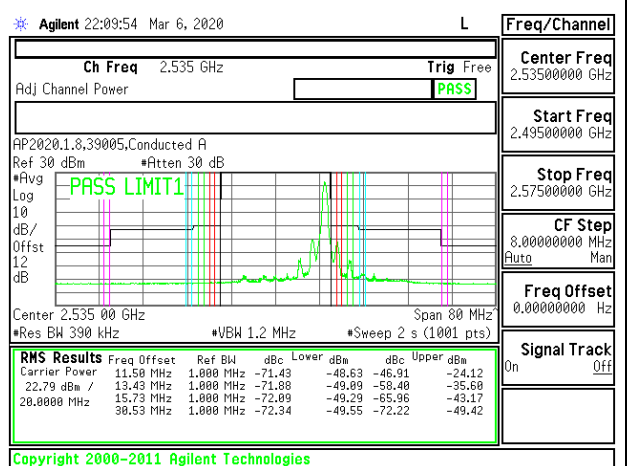 Agilent 22:09:54 Mar 6, 2020 L
Freq/Channel
Ch Freq 2.535 GHz Trig Free
Adj Channel Power PASS
Center Freq
2.53500000 GHz
Start Freq
2.49500000 GHz
Stop Freq
2.57500000 GHz
CF Step
8.00000000 MHz
Auto Man
Freq Offset
0.00000000 Hz
Signal Track
On Off
AP2020.1.8,39005,Conducted A
Ref 30 dBm #Atten 30 dB
#Avg
Log
10
dB/
Offst
12
dB
PASS LIMIT1
Center 2.535 00 GHz Span 80 MHz^
#Res BW 390 kHz #VBW 1.2 MHz #Sweep 2 s (1001 pts)
RMS Results Freq Offset Ref BW dBc Lower dBm dBc Upper dBm
Carrier Power 11.50 MHz 1.000 MHz -71.43 -48.63 -46.91 -24.12
22.79 dBm / 13.43 MHz 1.000 MHz -71.88 -49.09 -58.40 -35.60
20.0000 MHz 15.73 MHz 1.000 MHz -72.09 -49.29 -65.96 -43.17
30.53 MHz 1.000 MHz -72.34 -49.55 -72.22 -49.42
Copyright 2000-2011 Agilent Technologies